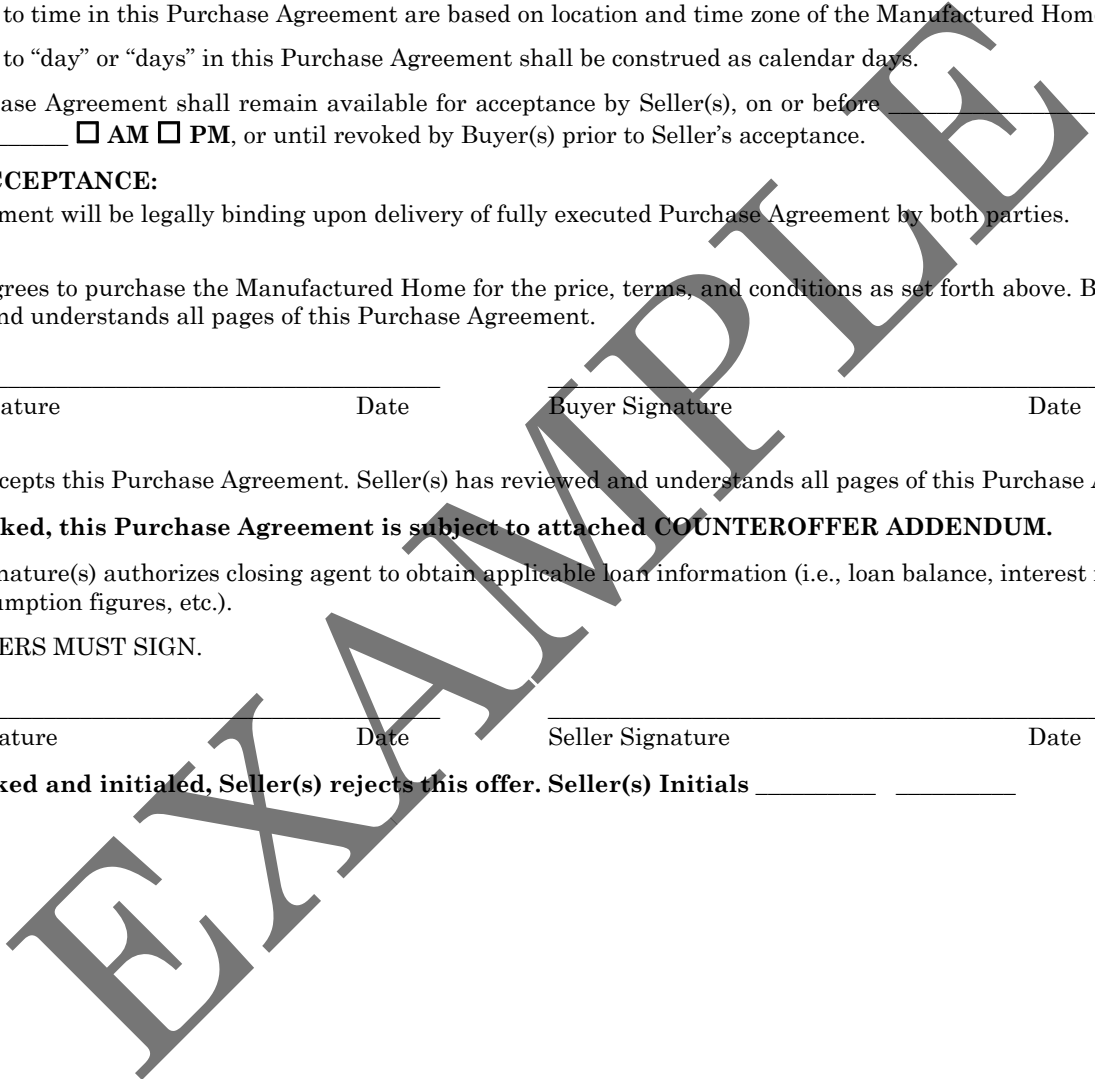 to time in this Purchase Agreement are based on location and time zone of the Manufactured Hom
to “day” or “days” in this Purchase Agreement shall be construed as calendar days.
ase Agreement shall remain available for acceptance by Seller(s), on or before ____________________
______ ☐ AM ☐ PM, or until revoked by Buyer(s) prior to Seller’s acceptance.
CCEPTANCE:
ment will be legally binding upon delivery of fully executed Purchase Agreement by both parties.
grees to purchase the Manufactured Home for the price, terms, and conditions as set forth above. B
nd understands all pages of this Purchase Agreement.
ature Date Buyer Signature Date
cepts this Purchase Agreement. Seller(s) has reviewed and understands all pages of this Purchase A
ked, this Purchase Agreement is subject to attached COUNTEROFFER ADDENDUM.
nature(s) authorizes closing agent to obtain applicable loan information (i.e., loan balance, interest
umption figures, etc.).
ERS MUST SIGN.
ature Date Seller Signature Date
ked and initialed, Seller(s) rejects this offer. Seller(s) Initials __________ __________
EXAMPLE